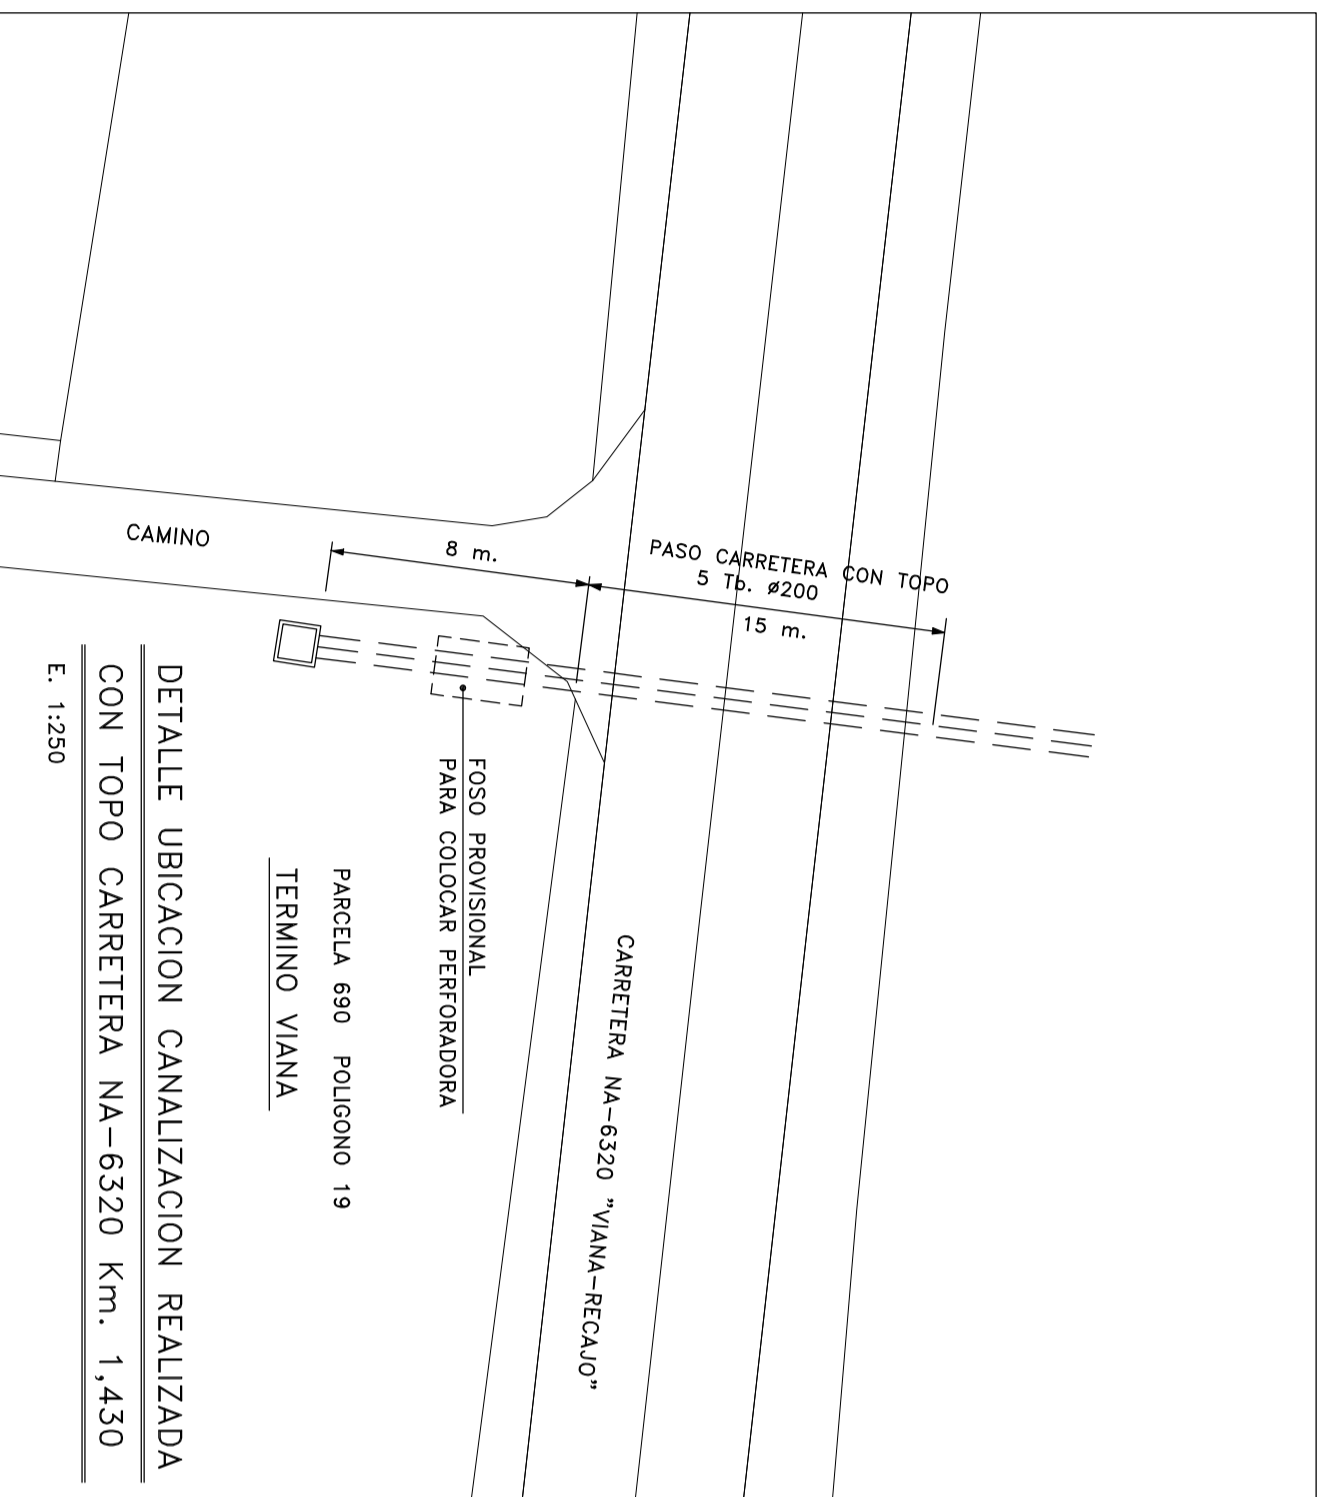 PASO CARRETERA CON TOPO
5 Tb. ø200
15 m.
8 m.
CAMINO
FOSO PROVISIONAL
PARA COLOCAR PERFORADORA
CARRETERA NA-6320 "VIANA-RECAJO"
PARCELA 690 POLIGONO 19
TERMINO VIANA
DETALLE UBICACION CANALIZACION REALIZADA
CON TOPO CARRETERA NA-6320 Km. 1,430
E. 1:250